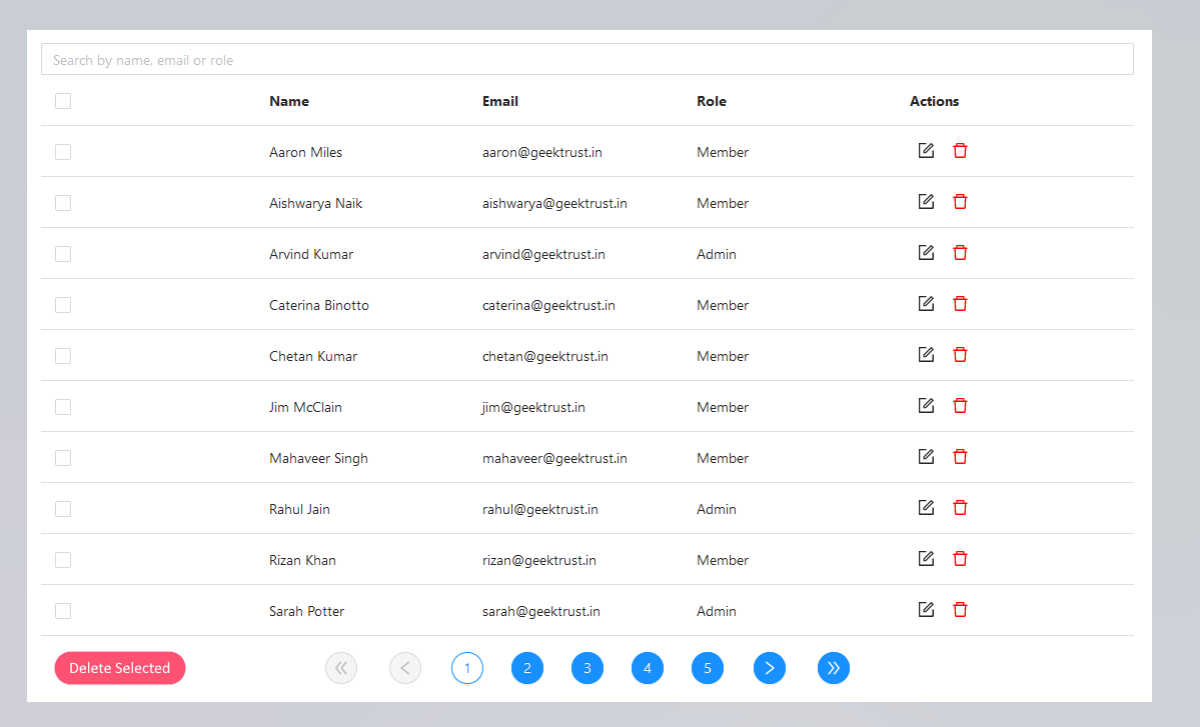 Search by name, email or role
Name Email Role Actions
Aaron Miles aaron@geektrust.in Member
Aishwarya Naik aishwarya@geektrust.in Member
Arvind Kumar arvind@geektrust.in Admin
Caterina Binotto caterina@geektrust.in Member
Chetan Kumar chetan@geektrust.in Member
Jim McClain jim@geektrust.in Member
Mahaveer Singh mahaveer@geektrust.in Member
Rahul Jain rahul@geektrust.in Admin
Rizan Khan rizan@geektrust.in Member
Sarah Potter sarah@geektrust.in Admin
Delete Selected « < 1 2 3 4 5 > »